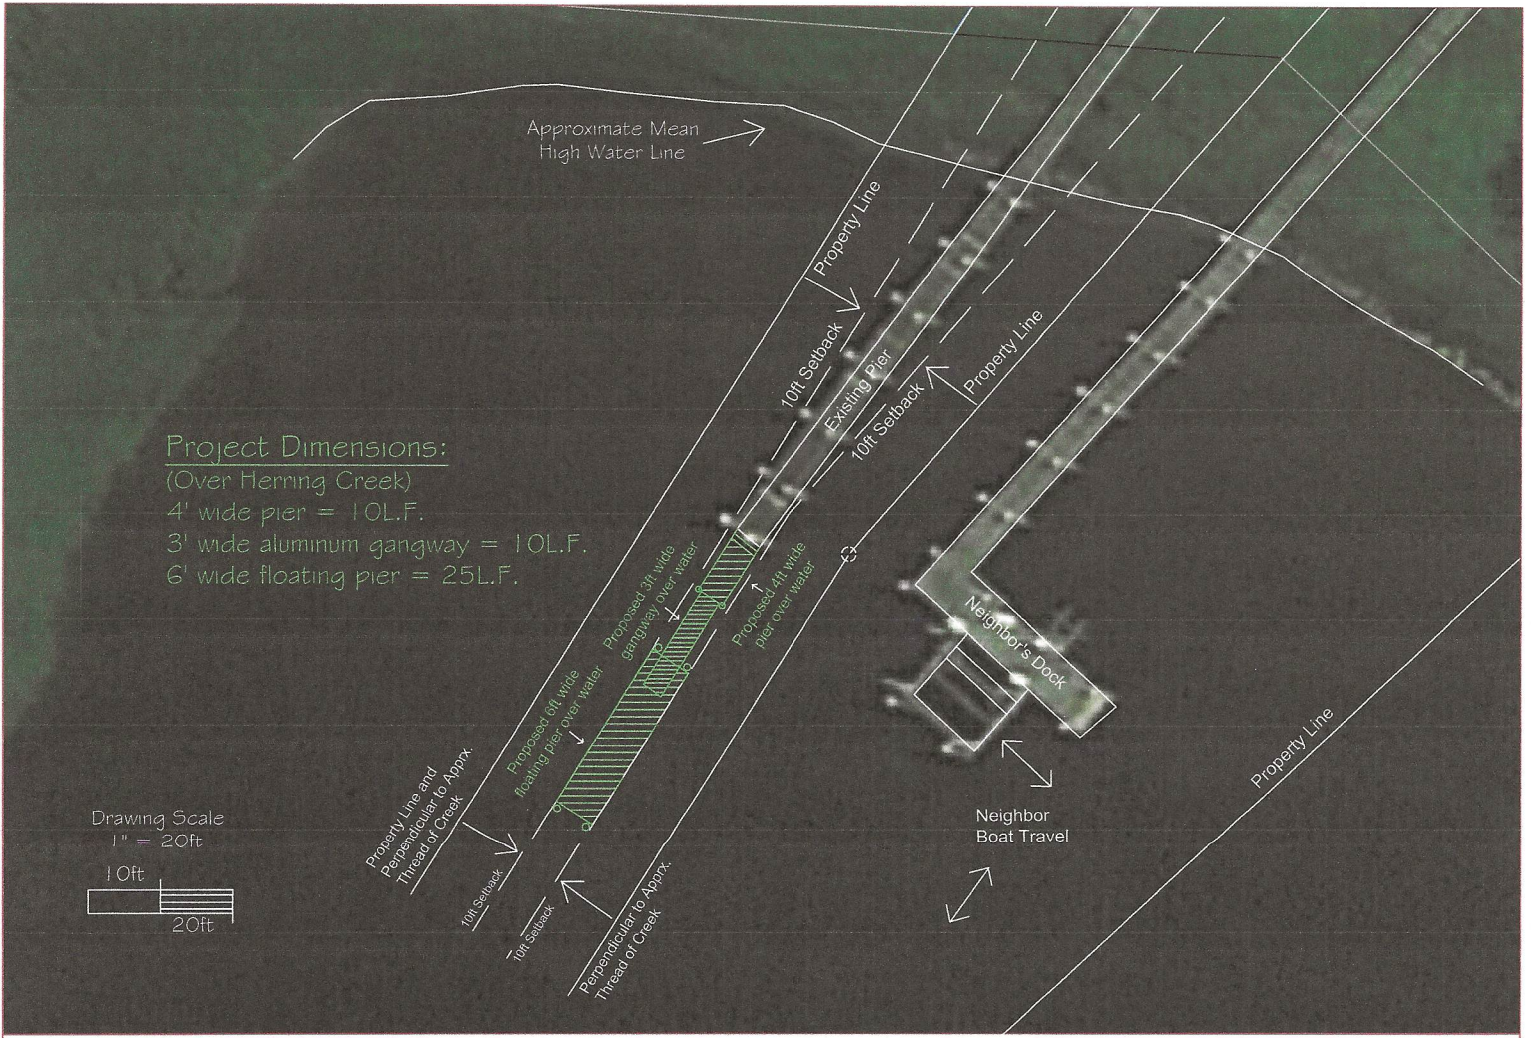 Approximate Mean
High Water Line
Property Line
10ft Setback
Existing Pier
10ft Setback
Property Line
Project Dimensions:
(Over Herring Creek)
4' wide pier = 10L.F.
3' wide aluminum gangway = 10L.F.
6' wide floating pier = 25L.F.
Proposed 3ft wide
gangway over water
Proposed 4ft wide
pier over water
Proposed 6ft wide
floating pier over water
Neighbor's Dock
Property Line
Neighbor
Boat Travel
Property Line and
Perpendicular to Apprx.
Thread of Creek
10ft Setback
10ft Setback
Perpendicular to Apprx.
Thread of Creek
Drawing Scale
1" = 20ft
10ft
20ft